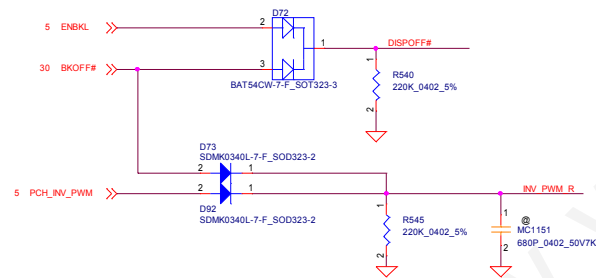 D72
5 ENBKL
2
1
DISPOFF#
30 BKOFF#
3
BAT54CW-7-F_SOT323-3
1
R540
220K_0402_5%
2
D73
SDMK0340L-7-F_SOD323-2
2 1
5 PCH_INV_PWM
2 1
INV_PWM_R
D92
SDMK0340L-7-F_SOD323-2
1
R545
220K_0402_5%
2
@
1
MC1151
2
680P_0402_50V7K